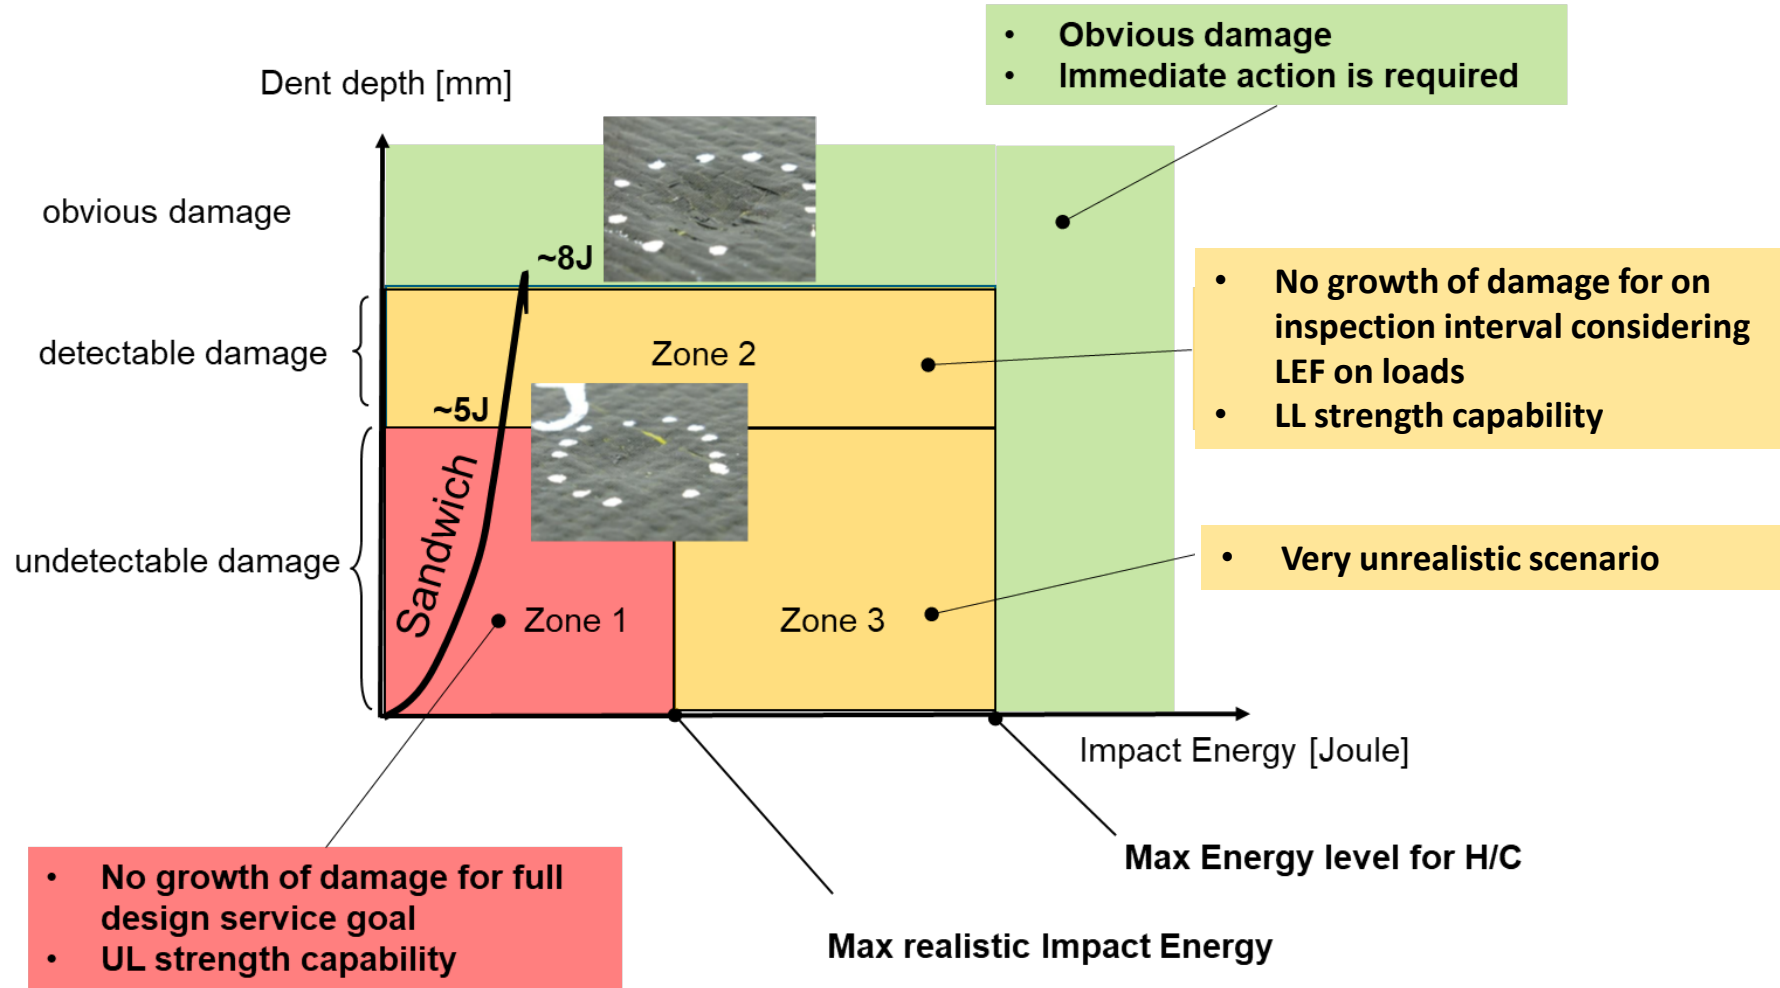 • Obvious damage
• Immediate action is required
Dent depth [mm]
obvious damage
~8J
• No growth of damage for on
inspection interval considering
LEF on loads
• LL strength capability
detectable damage
Zone 2
~5J
Sandwich
undetectable damage
• Very unrealistic scenario
Zone 1
Zone 3
Impact Energy [Joule]
Max Energy level for H/C
• No growth of damage for full
design service goal
• UL strength capability
Max realistic Impact Energy